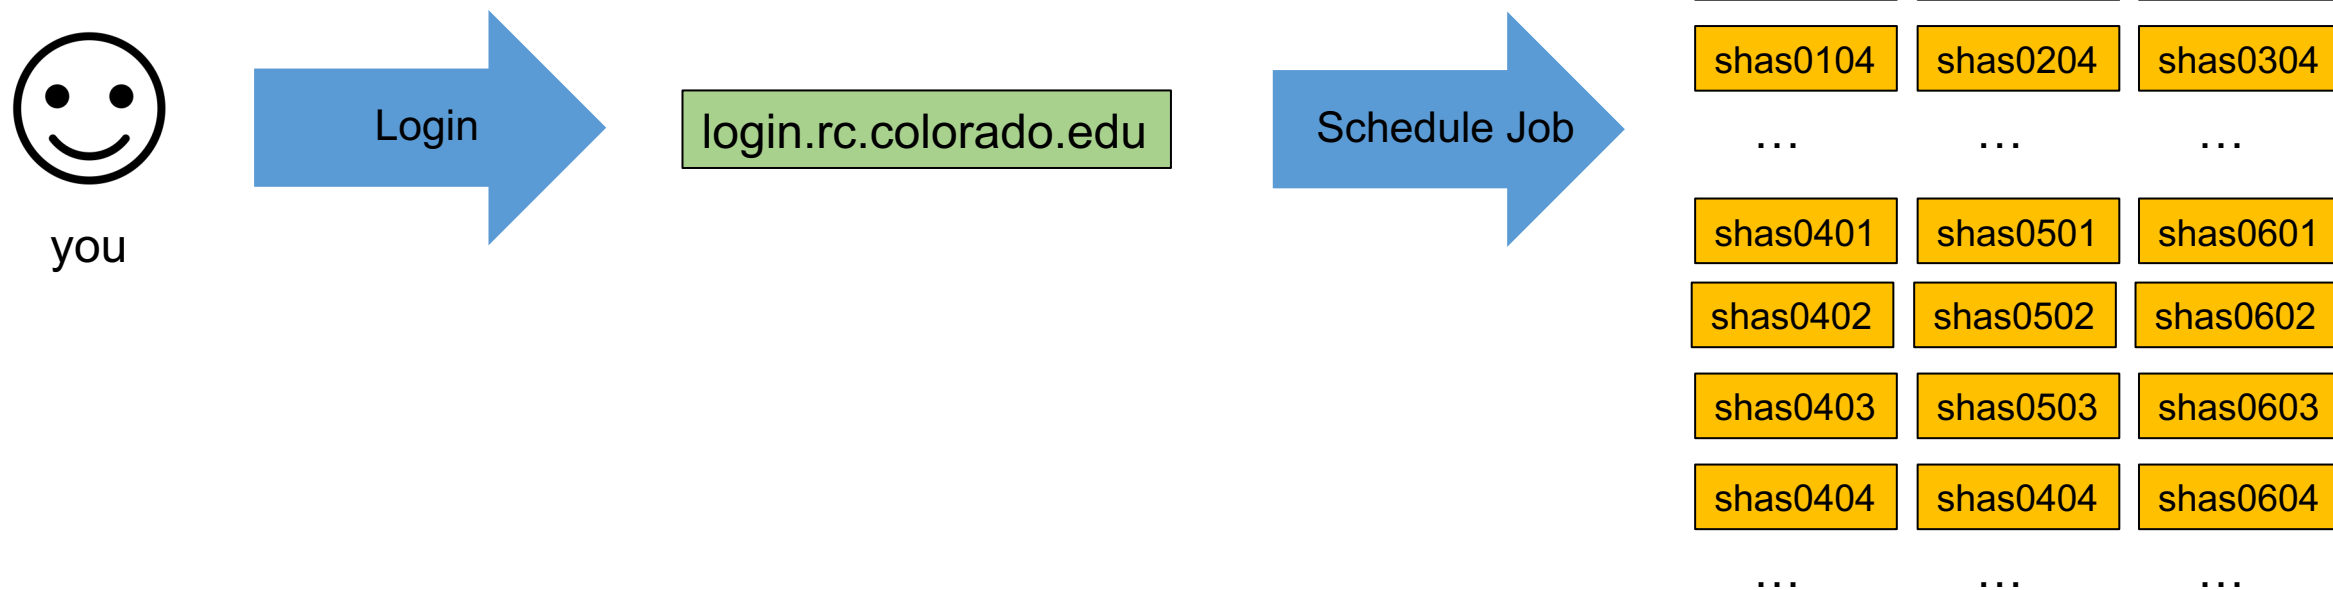 you
Login
login.rc.colorado.edu
Schedule Job
shas0104 shas0204 shas0304
… … …
shas0401 shas0501 shas0601
shas0402 shas0502 shas0602
shas0403 shas0503 shas0603
shas0404 shas0404 shas0604
… … …